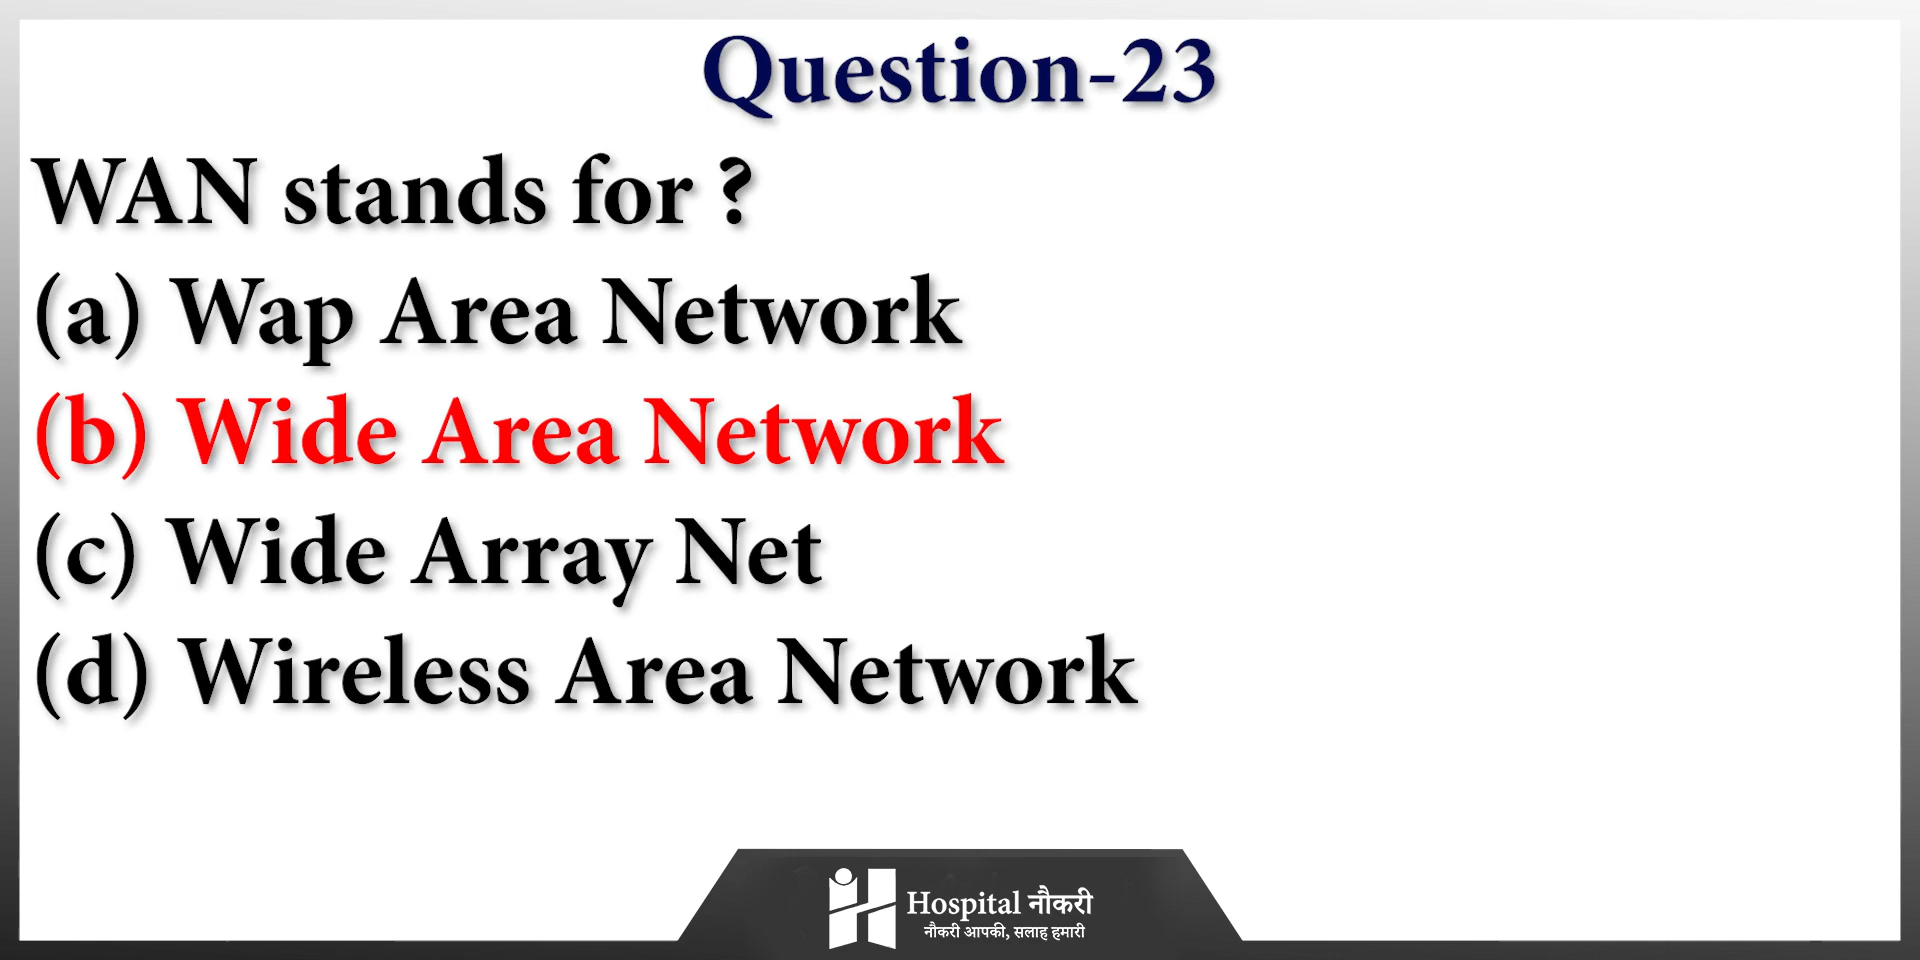 Question-23
WAN stands for ?
(a) Wap Area Network
(b) Wide Area Network
(c) Wide Array Net
(d) Wireless Area Network
Hospital नौकरी
नौकरी आपकी, सलाह हमारी